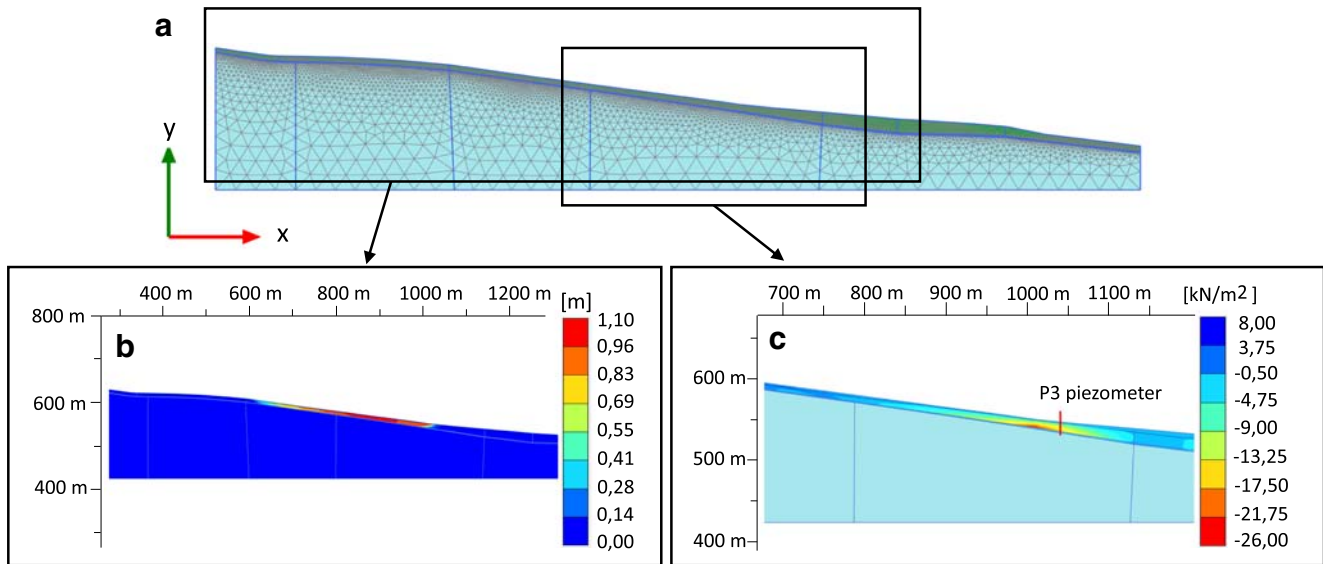 a
y
x
400 m 600 m 800 m 1000 m 1200 m
[m]
800 m
600 m
400 m
b
1,10
0,96
0,83
0,69
0,55
0,41
0,28
0,14
0,00
700 m 800 m 900 m 1000 m 1100 m
[kN/m2 ]
c
600 m
500 m
400 m
P3 piezometer
8,00
3,75
-0,50
-4,75
-9,00
-13,25
-17,50
-21,75
-26,00